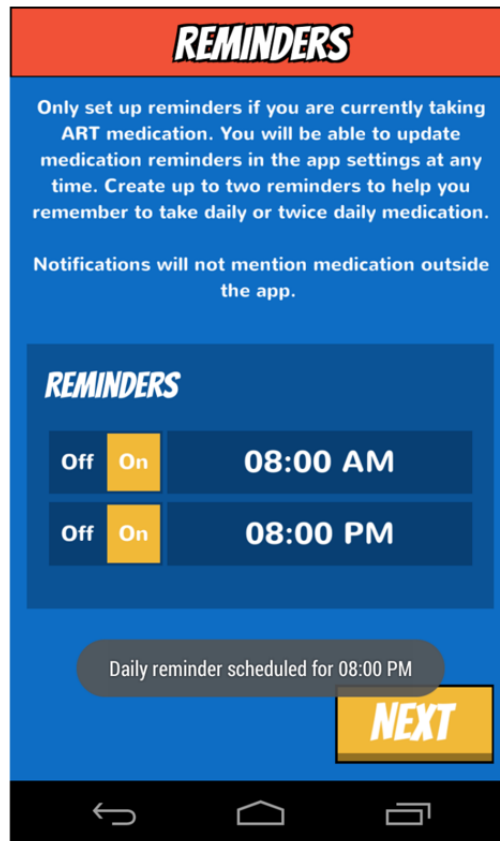 REMINDERS
Only set up reminders if you are currently taking
ART medication. You will be able to update
medication reminders in the app settings at any
time. Create up to two reminders to help you
remember to take daily or twice daily medication.
Notifications will not mention medication outside
the app.
REMINDERS
Off On 08:00 AM
Off On 08:00 PM
Daily reminder scheduled for 08:00 PM
NEXT